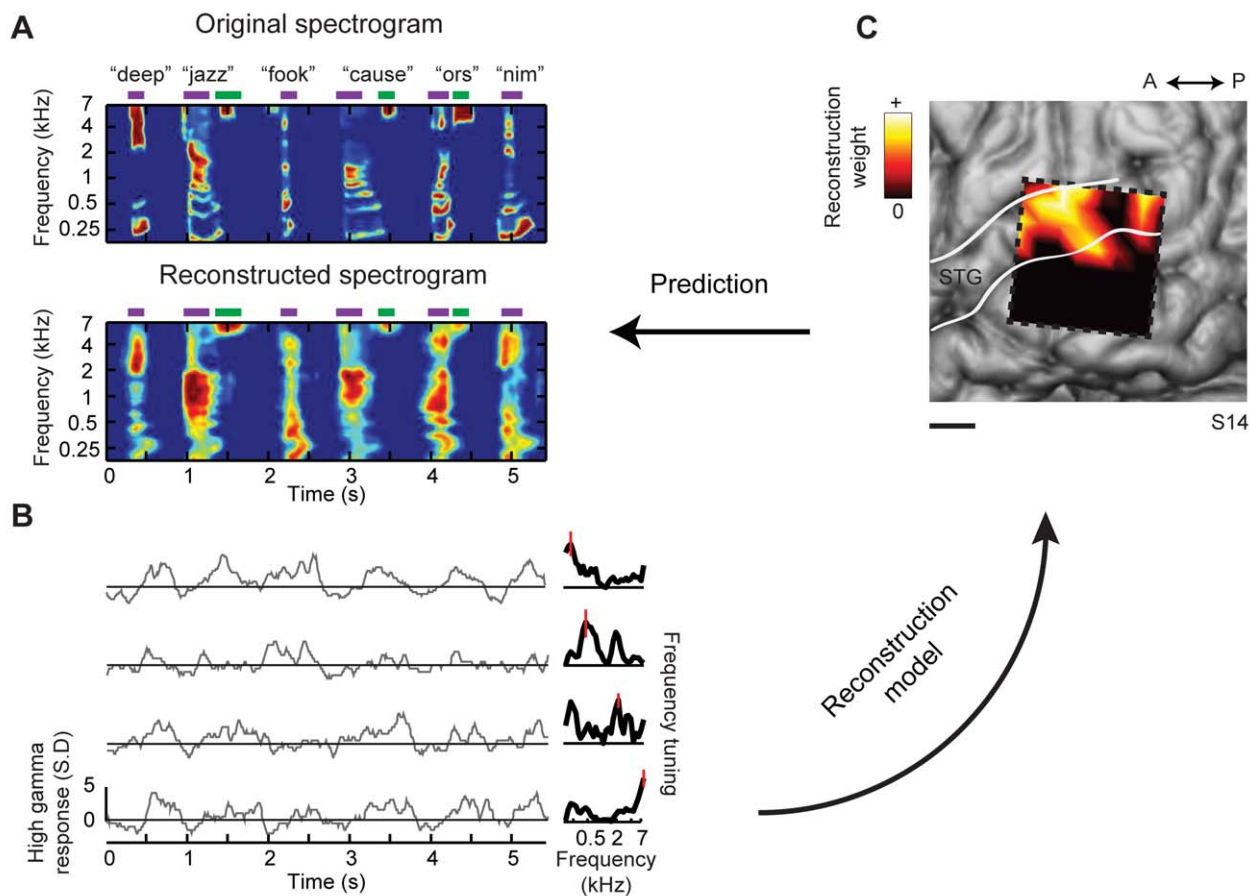 A
Original spectrogram
"deep" "jazz" "fook" "cause" "ors" "nim"
Frequency (kHz)
7
4
2
1
0.5
0.25
Reconstructed spectrogram
Frequency (kHz)
7
4
2
1
0.5
0.25
0 1 2 3 4 5
Time (s)
Prediction
C
A P
Reconstruction
weight
+
0
STG
S14
B
High gamma
response (S.D)
5
0
0 1 2 3 4 5
Time (s)
Frequency tuning
0.5 2 7
Frequency
(kHz)
Reconstruction
model